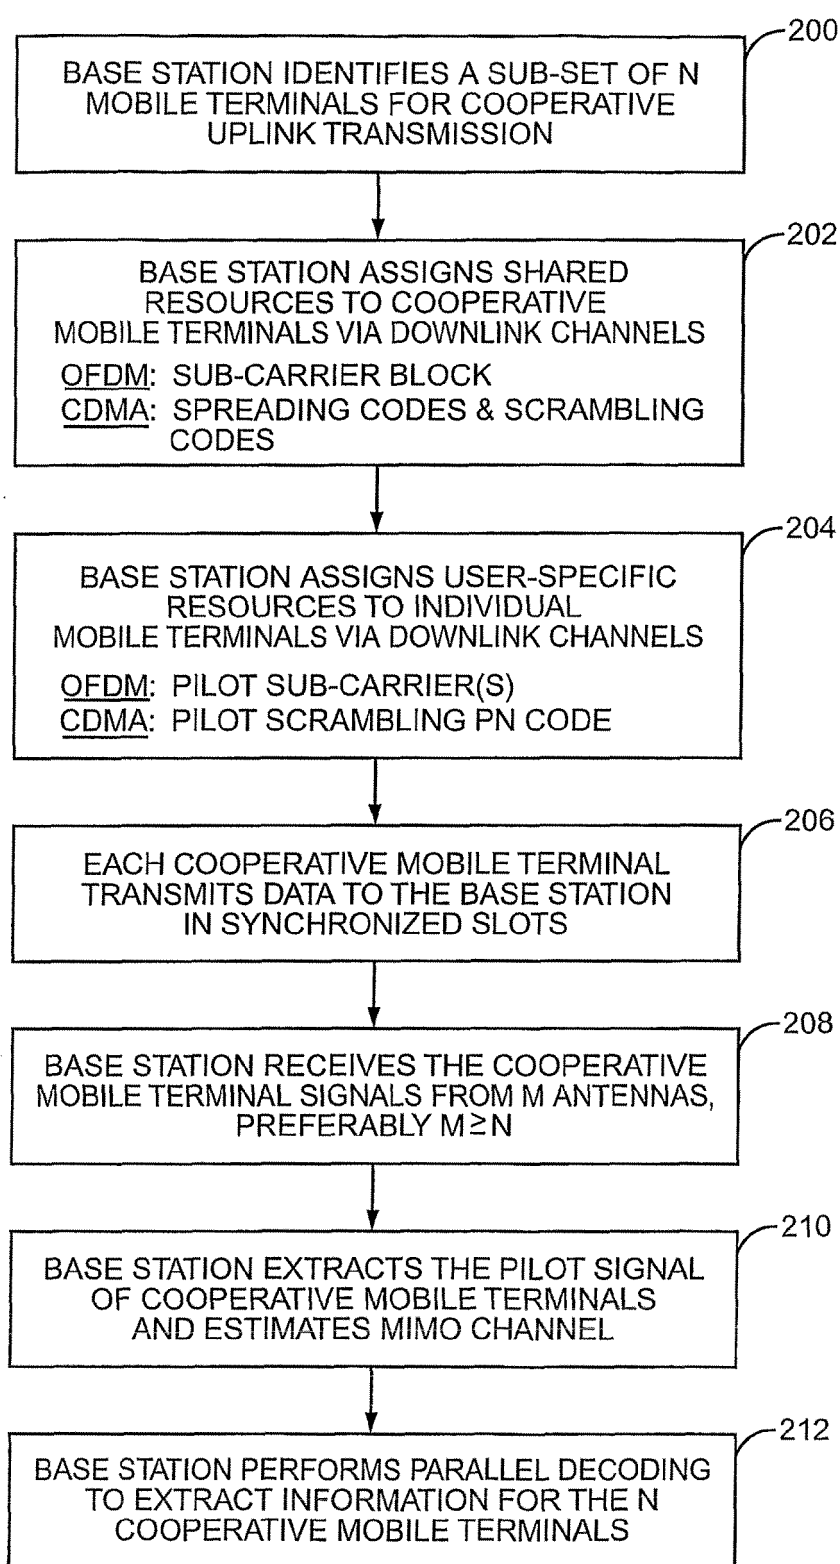 200
BASE STATION IDENTIFIES A SUB-SET OF N
MOBILE TERMINALS FOR COOPERATIVE
UPLINK TRANSMISSION
202
BASE STATION ASSIGNS SHARED
RESOURCES TO COOPERATIVE
MOBILE TERMINALS VIA DOWNLINK CHANNELS
OFDM: SUB-CARRIER BLOCK
CDMA: SPREADING CODES & SCRAMBLING
CODES
204
BASE STATION ASSIGNS USER-SPECIFIC
RESOURCES TO INDIVIDUAL
MOBILE TERMINALS VIA DOWNLINK CHANNELS
OFDM: PILOT SUB-CARRIER(S)
CDMA: PILOT SCRAMBLING PN CODE
206
EACH COOPERATIVE MOBILE TERMINAL
TRANSMITS DATA TO THE BASE STATION
IN SYNCHRONIZED SLOTS
208
BASE STATION RECEIVES THE COOPERATIVE
MOBILE TERMINAL SIGNALS FROM M ANTENNAS,
PREFERABLY M≥N
210
BASE STATION EXTRACTS THE PILOT SIGNAL
OF COOPERATIVE MOBILE TERMINALS
AND ESTIMATES MIMO CHANNEL
212
BASE STATION PERFORMS PARALLEL DECODING
TO EXTRACT INFORMATION FOR THE N
COOPERATIVE MOBILE TERMINALS